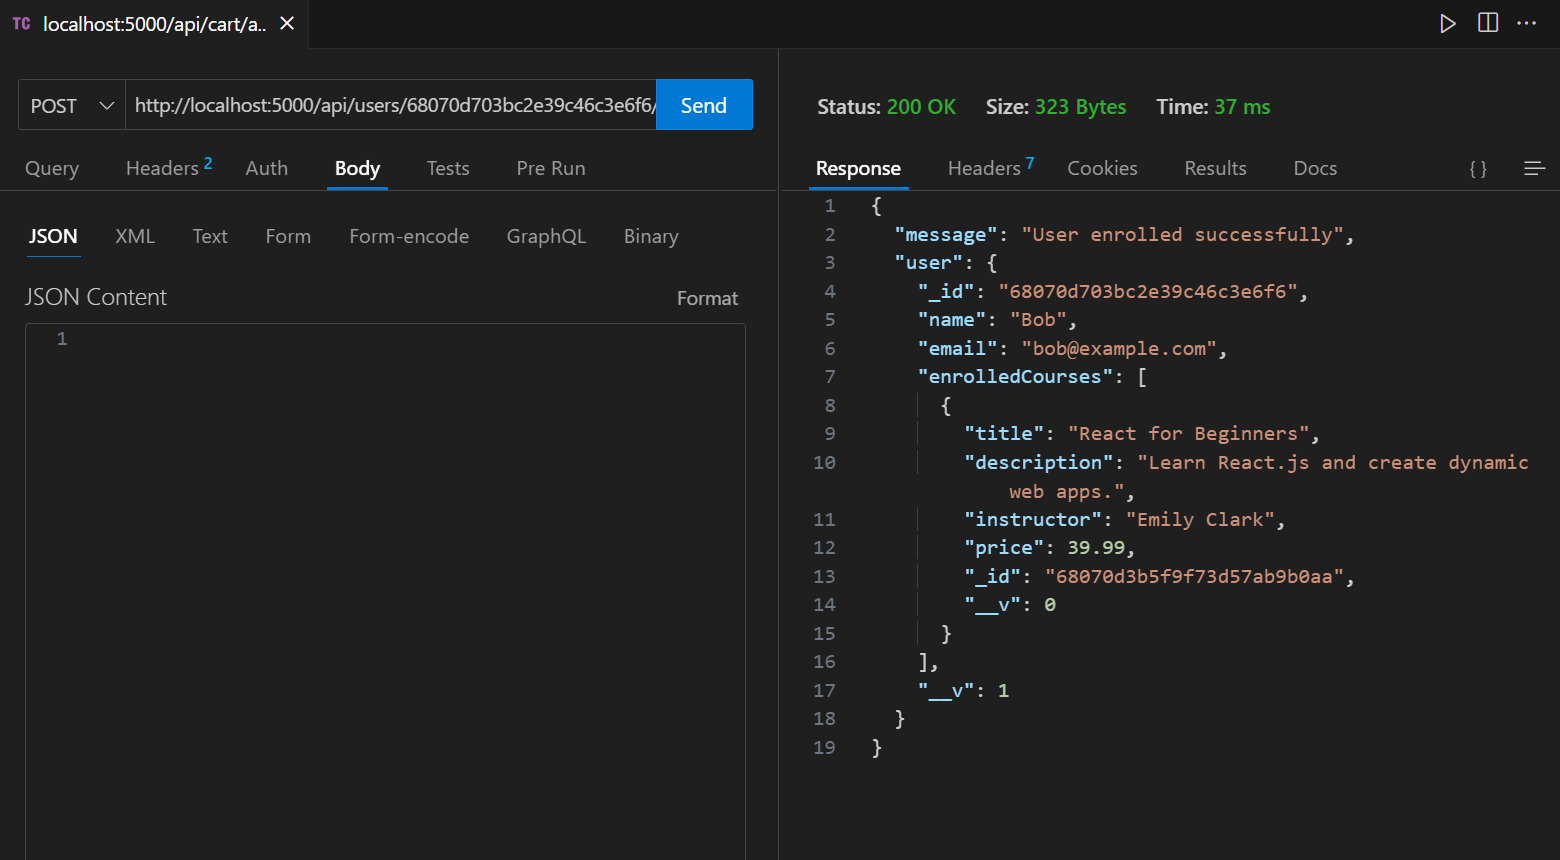 TC localhost:5000/api/cart/a.. ×
POST http://localhost:5000/api/users/68070d703bc2e39c46c3e6f6/ Send
Query Headers 2 Auth Body Tests Pre Run
JSON XML Text Form Form-encode GraphQL Binary
JSON Content Format
1
Status: 200 OK Size: 323 Bytes Time: 37 ms
Response Headers 7 Cookies Results Docs { }
1 {
2 "message": "User enrolled successfully",
3 "user": {
4 "_id": "68070d703bc2e39c46c3e6f6",
5 "name": "Bob",
6 "email": "bob@example.com",
7 "enrolledCourses": [
8 {
9 "title": "React for Beginners",
10 "description": "Learn React.js and create dynamic
web apps.",
11 "instructor": "Emily Clark",
12 "price": 39.99,
13 "_id": "68070d3b5f9f73d57ab9b0aa",
14 "__v": 0
15 }
16 ],
17 "__v": 1
18 }
19 }